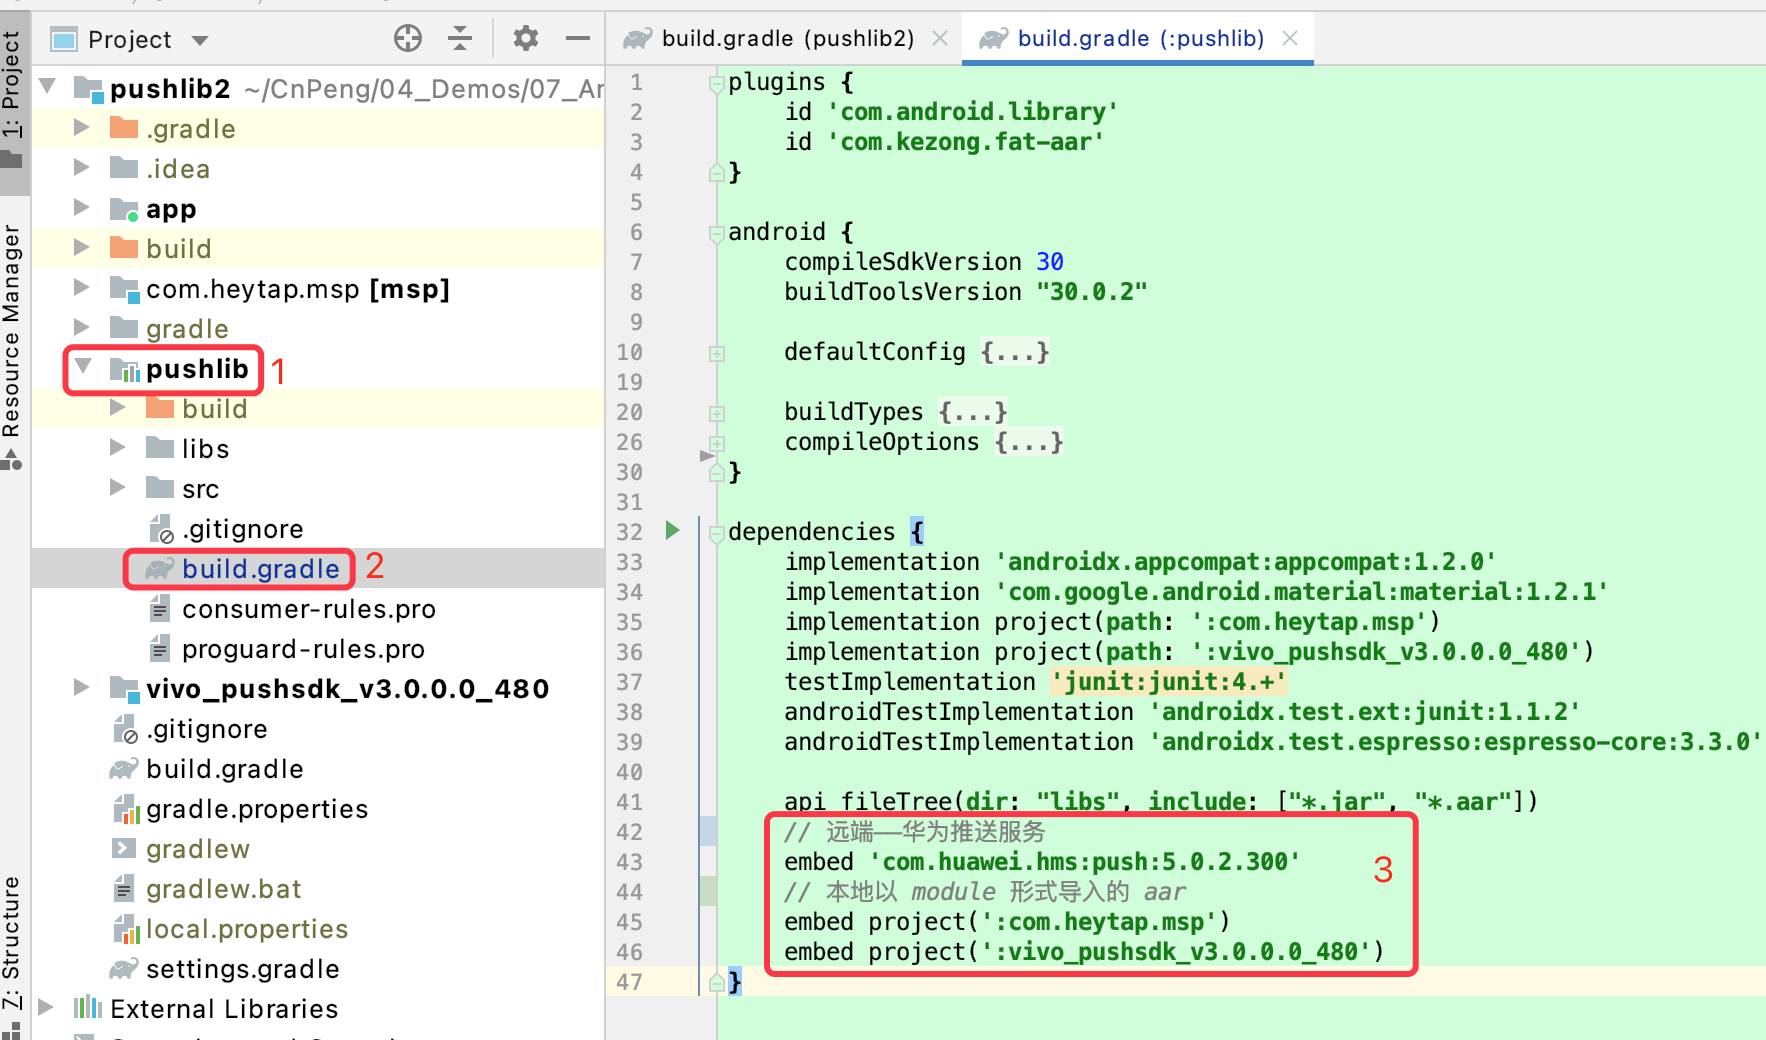 1: Project
Resource Manager
Z: Structure
Project
pushlib2 ~/CnPeng/04_Demos/07_Ar
.gradle
.idea
app
build
com.heytap.msp [msp]
gradle
pushlib 1
build
libs
src
.gitignore
build.gradle 2
consumer-rules.pro
proguard-rules.pro
vivo_pushsdk_v3.0.0.0_480
.gitignore
build.gradle
gradle.properties
gradlew
gradlew.bat
local.properties
settings.gradle
External Libraries
build.gradle (pushlib2)
build.gradle (:pushlib)
1 plugins {
2 id 'com.android.library'
3 id 'com.kezong.fat-aar'
4 }
5
6 android {
7 compileSdkVersion 30
8 buildToolsVersion "30.0.2"
9
10 defaultConfig {...}
19
20 buildTypes {...}
26 compileOptions {...}
30 }
31
32 dependencies {
33 implementation 'androidx.appcompat:appcompat:1.2.0'
34 implementation 'com.google.android.material:material:1.2.1'
35 implementation project(path: ':com.heytap.msp')
36 implementation project(path: ':vivo_pushsdk_v3.0.0.0_480')
37 testImplementation 'junit:junit:4.+'
38 androidTestImplementation 'androidx.test.ext:junit:1.1.2'
39 androidTestImplementation 'androidx.test.espresso:espresso-core:3.3.0'
40
41 api fileTree(dir: "libs", include: ["*.jar", "*.aar"])
42 // 远端——华为推送服务
43 embed 'com.huawei.hms:push:5.0.2.300' 3
44 // 本地以 module 形式导入的 aar
45 embed project(':com.heytap.msp')
46 embed project(':vivo_pushsdk_v3.0.0.0_480')
47 }